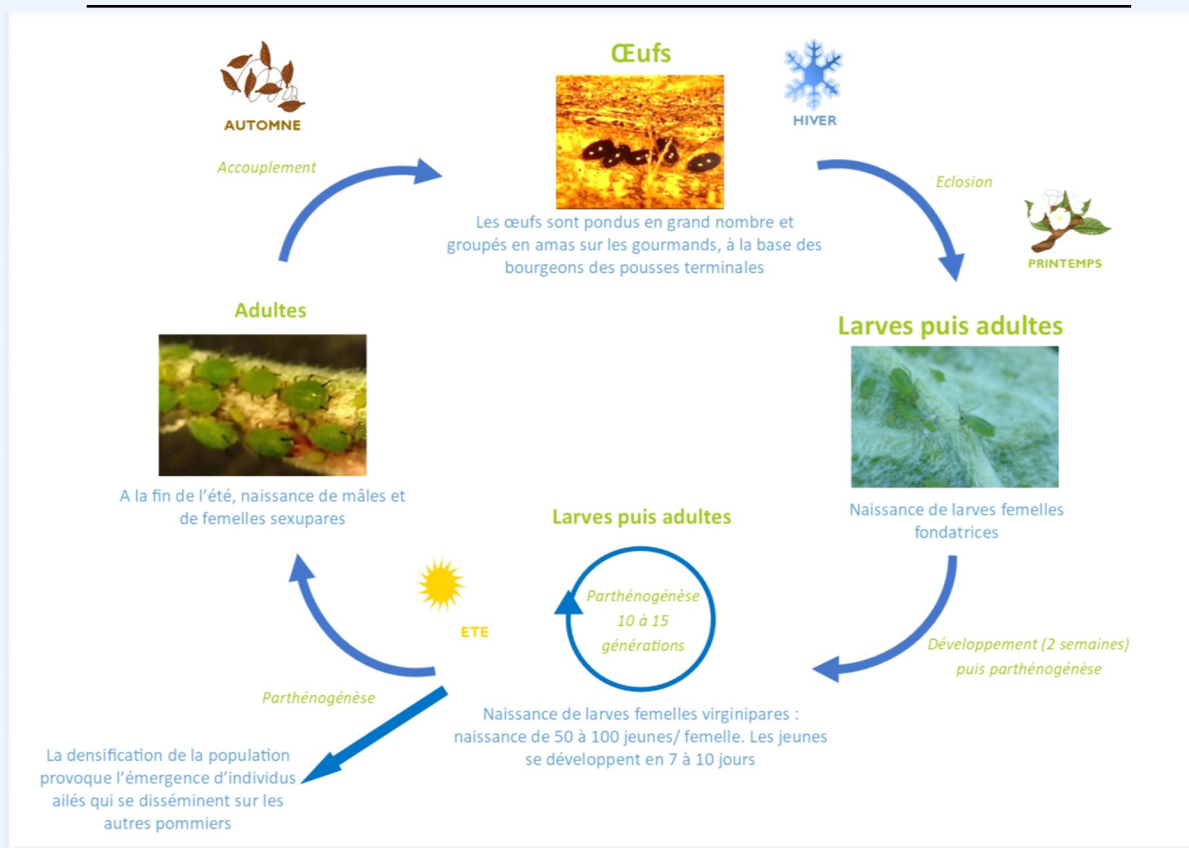 Œufs
AUTOMNE
HIVER
Accouplement
Eclosion
Les œufs sont pondus en grand nombre et
groupés en amas sur les gourmands, à la base des
bourgeons des pousses terminales
PRINTEMPS
Adultes
Larves puis adultes
A la fin de l'été, naissance de mâles et
de femelles sexupares
Naissance de larves femelles
fondatrices
Larves puis adultes
Parthénogénèse
10 à 15
générations
ETE
Développement (2 semaines)
puis parthénogénèse
Parthénogénèse
Naissance de larves femelles virginipares :
naissance de 50 à 100 jeunes/ femelle. Les jeunes
se développent en 7 à 10 jours
La densification de la population
provoque l'émergence d'individus
ailés qui se disséminent sur les
autres pommiers